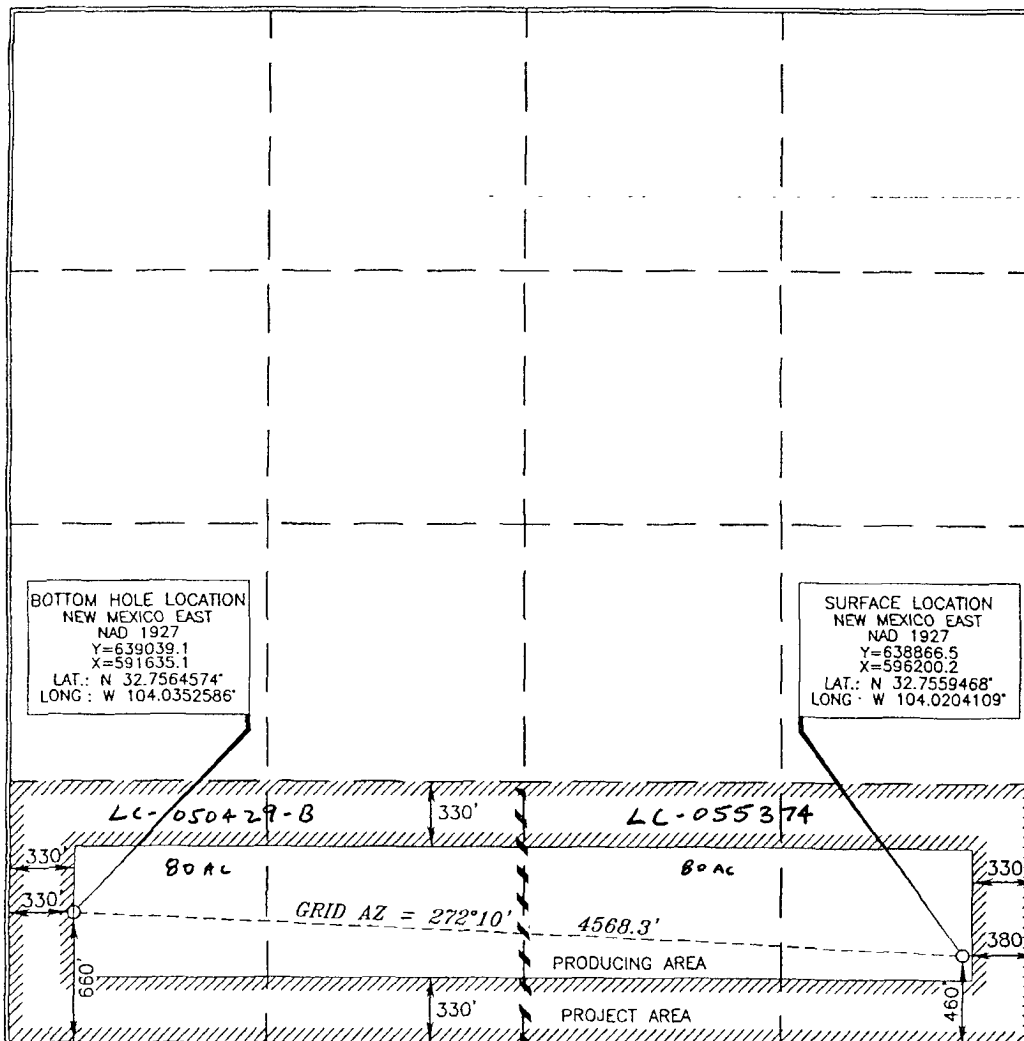 BOTTOM HOLE LOCATION
NEW MEXICO EAST
NAD 1927
Y=639039.1
X=591635.1
LAT.: N 32.7564574°
LONG: W 104.0352586°
SURFACE LOCATION
NEW MEXICO EAST
NAD 1927
Y=638866.5
X=596200.2
LAT.: N 32.7559468°
LONG: W 104.0204109°
LC-050429-B
330'
LC-055374
330'
80 AC
80 AC
330'
330'
GRID AZ = 272°10'
4568.3'
380'
PRODUCING AREA
660'
330'
PROJECT AREA
460'